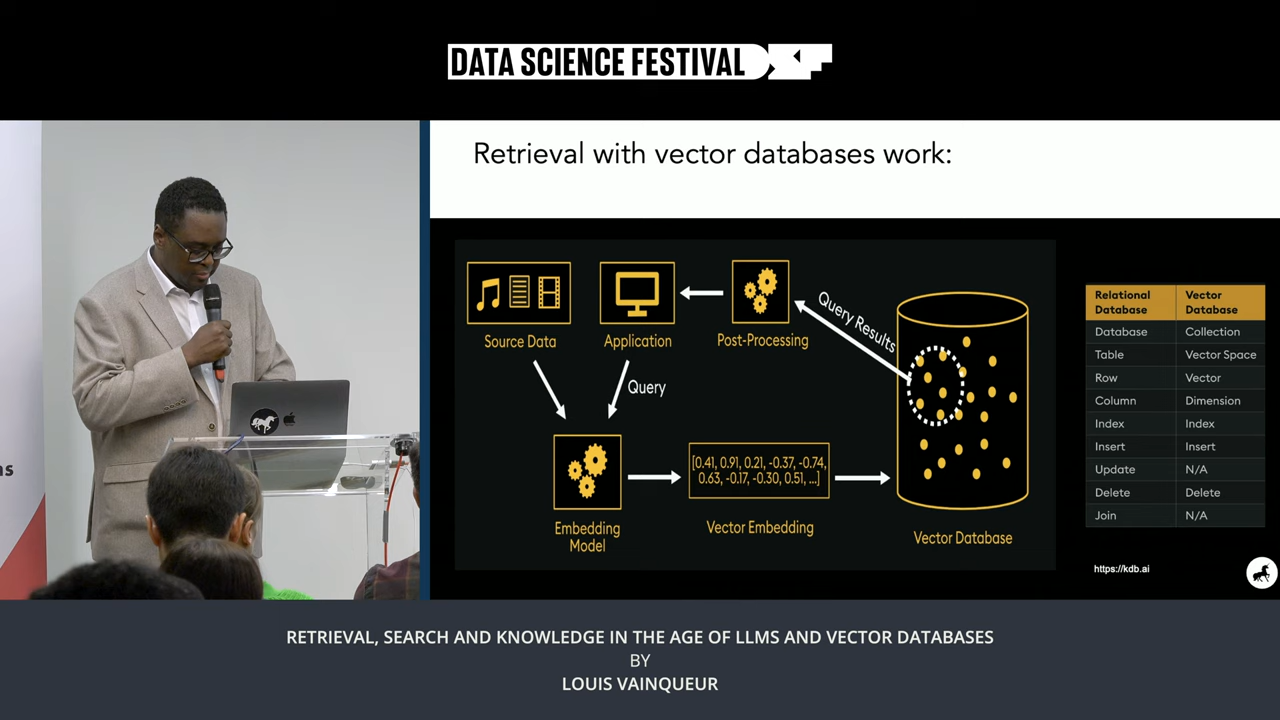 DATA SCIENCE FESTIVAL
Retrieval with vector databases work:
Source Data
Application
Post-Processing
Query Results
Query
Embedding
Model
[0.41, 0.91, 0.21, -0.37, -0.74,
0.63, -0.17, -0.30, 0.51, ...]
Vector Embedding
Vector Database
Relational
Database
Vector
Database
Database
Collection
Table
Vector Space
Row
Vector
Column
Dimension
Index
Index
Insert
Insert
Update
N/A
Delete
Delete
Join
N/A
https://kdb.ai
RETRIEVAL, SEARCH AND KNOWLEDGE IN THE AGE OF LLMS AND VECTOR DATABASES
BY
LOUIS VAINQUEUR